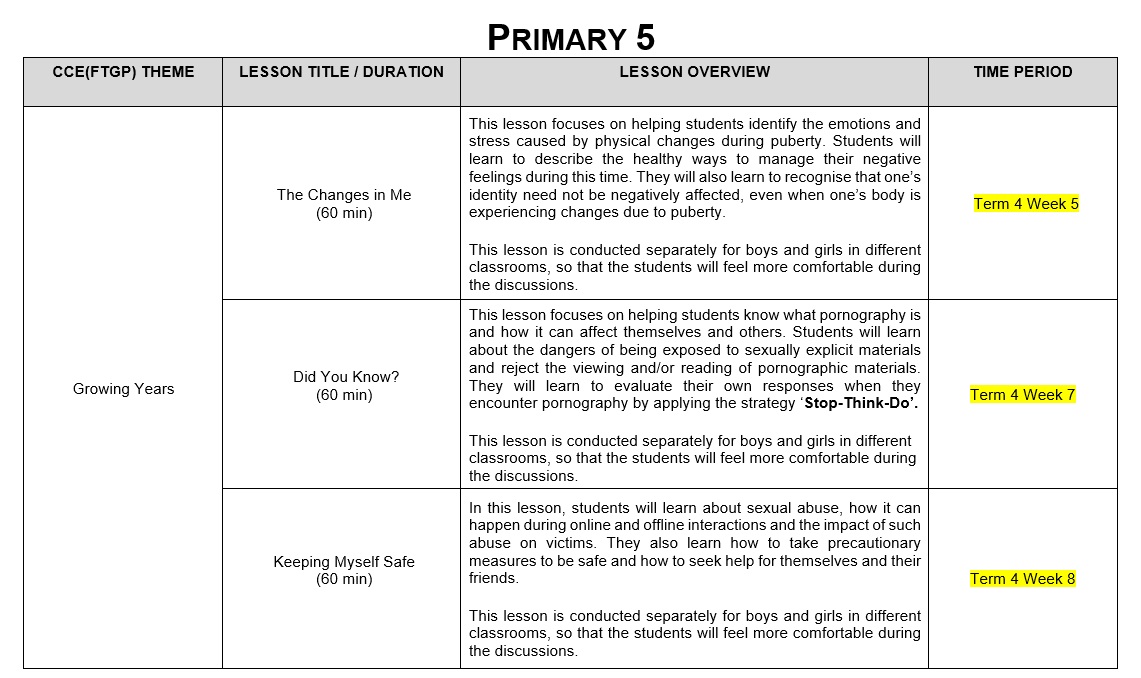 PRIMARY 5
CCE(FTGP) THEME
LESSON TITLE / DURATION
LESSON OVERVIEW
TIME PERIOD
Growing Years
The Changes in Me
(60 min)
This lesson focuses on helping students identify the emotions and
stress caused by physical changes during puberty. Students will
learn to describe the healthy ways to manage their negative
feelings during this time. They will also learn to recognise that one’s
identity need not be negatively affected, even when one’s body is
experiencing changes due to puberty.
This lesson is conducted separately for boys and girls in different
classrooms, so that the students will feel more comfortable during
the discussions.
Term 4 Week 5
Did You Know?
(60 min)
This lesson focuses on helping students know what pornography is
and how it can affect themselves and others. Students will learn
about the dangers of being exposed to sexually explicit materials
and reject the viewing and/or reading of pornographic materials.
They will learn to evaluate their own responses when they
encounter pornography by applying the strategy ‘Stop-Think-Do’.
This lesson is conducted separately for boys and girls in different
classrooms, so that the students will feel more comfortable during
the discussions.
Term 4 Week 7
Keeping Myself Safe
(60 min)
In this lesson, students will learn about sexual abuse, how it can
happen during online and offline interactions and the impact of such
abuse on victims. They also learn how to take precautionary
measures to be safe and how to seek help for themselves and their
friends.
This lesson is conducted separately for boys and girls in different
classrooms, so that the students will feel more comfortable during
the discussions.
Term 4 Week 8